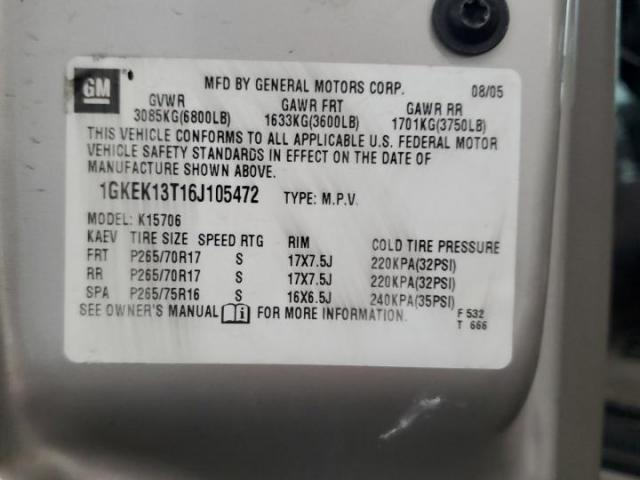 GM
MFD BY GENERAL MOTORS CORP. 08/05
GVWR GAWR FRT GAWR RR
3085KG(6800LB) 1633KG(3600LB) 1701KG(3750LB)
THIS VEHICLE CONFORMS TO ALL APPLICABLE U.S. FEDERAL MOTOR
VEHICLE SAFETY STANDARDS IN EFFECT ON THE DATE OF
MANUFACTURE SHOWN ABOVE.
1GKEK13T16J105472 TYPE: M.P.V.
MODEL: K15706
KAEV TIRE SIZE SPEED RTG RIM COLD TIRE PRESSURE
FRT P265/70R17 S 17X7.5J 220KPA(32PSI)
RR P265/70R17 S 17X7.5J 220KPA(32PSI)
SPA P265/75R16 S 16X6.5J 240KPA(35PSI)
SEE OWNER'S MANUAL i FOR MORE INFORMATION. F 532
T 666